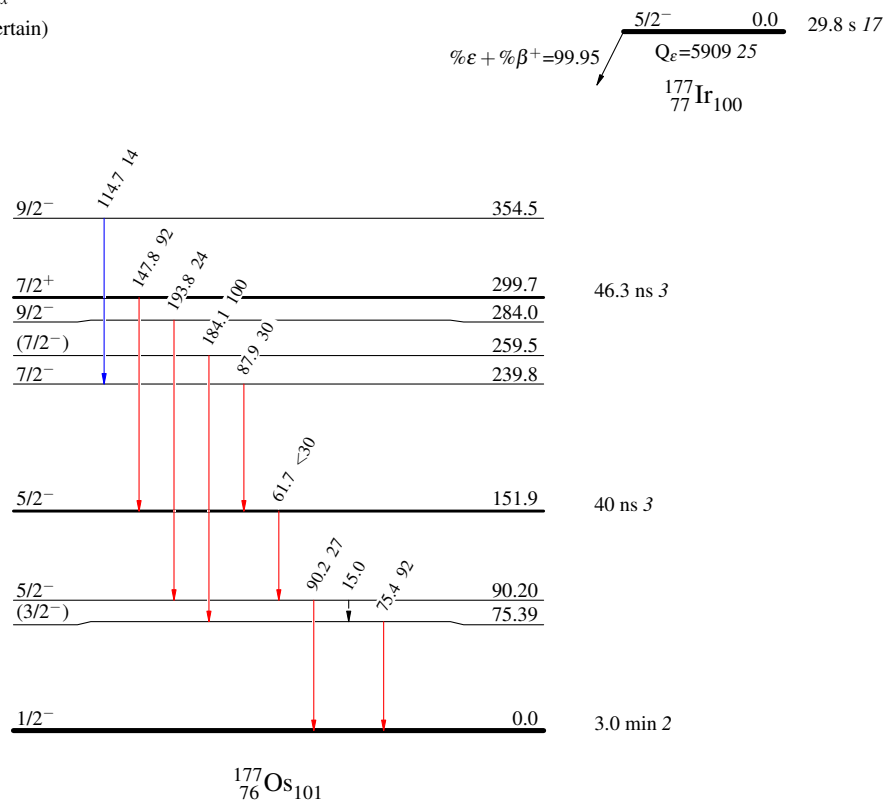 ertain)
5/2⁻ 0.0 29.8 s 17
%ε + %β⁺=99.95 Q_ε=5909 25
¹⁷⁷₇₇Ir₁₀₀
114.7 14
147.8 92
193.8 24
184.1 100
87.9 30
61.7 <30
90.2 27
15.0
75.4 92
9/2⁻ 354.5
7/2⁺ 299.7 46.3 ns 3
9/2⁻ 284.0
(7/2⁻) 259.5
7/2⁻ 239.8
5/2⁻ 151.9 40 ns 3
5/2⁻ 90.20
(3/2⁻) 75.39
1/2⁻ 0.0 3.0 min 2
¹⁷⁷₇₆Os₁₀₁